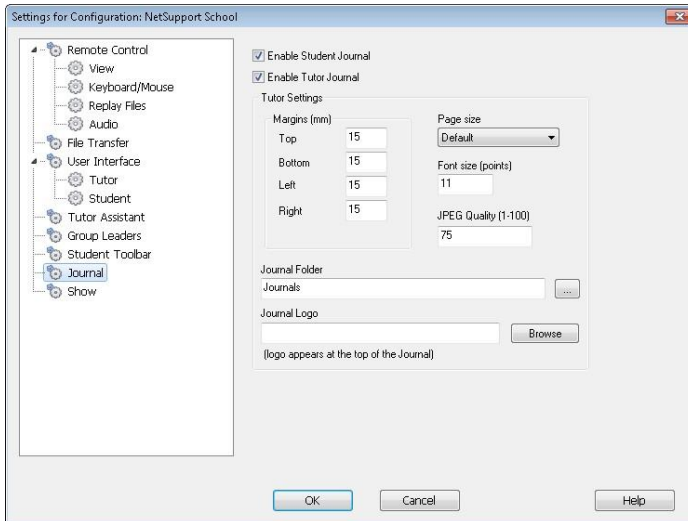 Settings for Configuration: NetSupport School
Remote Control
View
Keyboard/Mouse
Replay Files
Audio
File Transfer
User Interface
Tutor
Student
Tutor Assistant
Group Leaders
Student Toolbar
Journal
Show
Enable Student Journal
Enable Tutor Journal
Tutor Settings
Margins (mm)
Top 15
Bottom 15
Left 15
Right 15
Page size
Default
Font size (points)
11
JPEG Quality (1-100)
75
Journal Folder
Journals ...
Journal Logo
Browse
(logo appears at the top of the Journal)
OK Cancel Help